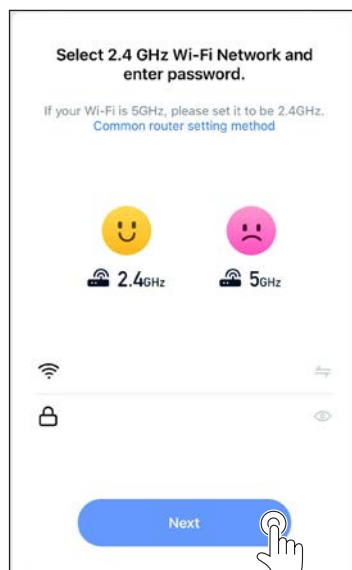 Select 2.4 GHz Wi-Fi Network and
enter password.
If your Wi-Fi is 5GHz, please set it to be 2.4GHz.
Common router setting method
2.4GHz 5GHz
Next